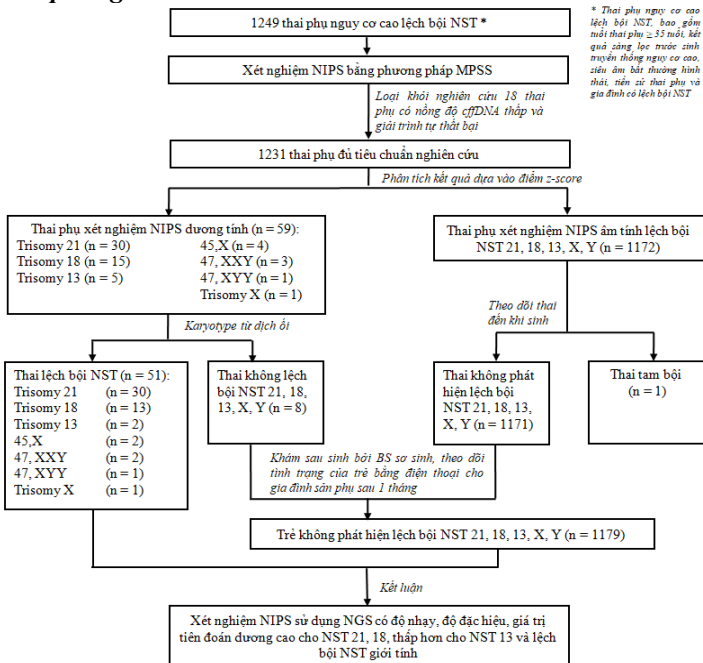 1249 thai phụ nguy cơ cao lệch bội NST *
* Thai phụ nguy cơ cao
lệch bội NST, bao gồm
tuổi thai phụ ≥ 35 tuổi, kết
quả sàng lọc trước sinh
truyền thống nguy cơ cao,
siêu âm bất thường hình
thái, tiền sử thai phụ và
gia đình có lệch bội NST
Xét nghiệm NIPS bằng phương pháp MPSS
Loại khỏi nghiên cứu 18 thai
phụ có nồng độ cffDNA thấp và
giải trình tự thất bại
1231 thai phụ đủ tiêu chuẩn nghiên cứu
Phân tích kết quả dựa vào điểm z-score
Thai phụ xét nghiệm NIPS dương tính (n = 59):
Trisomy 21 (n = 30) 45,X (n = 4)
Trisomy 18 (n = 15) 47, XXY (n = 3)
Trisomy 13 (n = 5) 47, XYY (n = 1)
Trisomy X (n = 1)
Thai phụ xét nghiệm NIPS âm tính lệch bội
NST 21, 18, 13, X, Y (n = 1172)
Karyotype từ dịch ối
Theo dõi thai
đến khi sinh
Thai lệch bội NST (n = 51):
Trisomy 21 (n = 30)
Trisomy 18 (n = 13)
Trisomy 13 (n = 2)
45,X (n = 2)
47, XXY (n = 2)
47, XYY (n = 1)
Trisomy X (n = 1)
Thai không lệch
bội NST 21, 18,
13, X, Y (n = 8)
Thai không phát
hiện lệch bội
NST 21, 18, 13,
X, Y (n = 1171)
Thai tam bội
(n = 1)
Khám sau sinh bởi BS sơ sinh, theo dõi
tình trạng của trẻ bằng điện thoại cho
gia đình sản phụ sau 1 tháng
Trẻ không phát hiện lệch bội NST 21, 18, 13, X, Y (n = 1179)
Kết luận
Xét nghiệm NIPS sử dụng NGS có độ nhạy, độ đặc hiệu, giá trị
tiên đoán dương cao cho NST 21, 18, thấp hơn cho NST 13 và lệch
bội NST giới tính